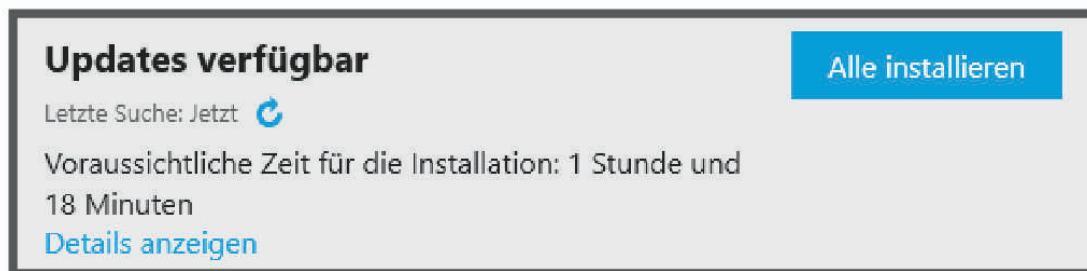 Updates verfügbar
Alle installieren
Letzte Suche: Jetzt
Voraussichtliche Zeit für die Installation: 1 Stunde und
18 Minuten
Details anzeigen